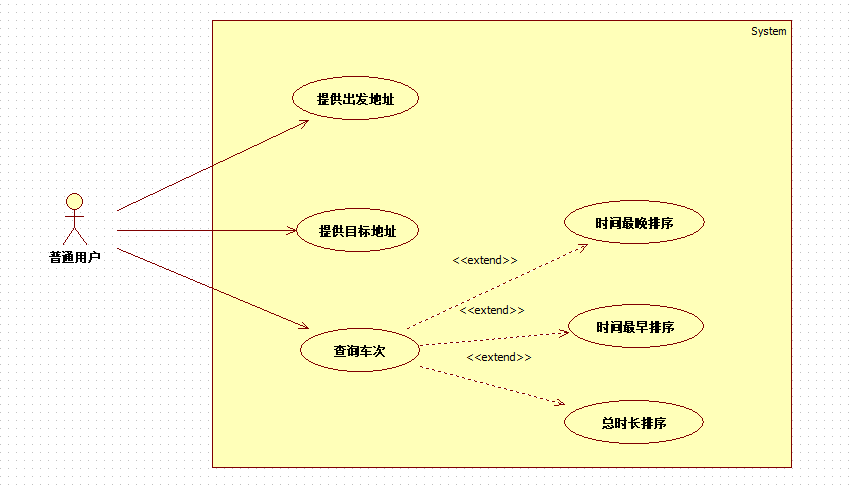 System
提供出发地址
提供目标地址
时间最晚排序
<<extend>>
普通用户
<<extend>>
时间最早排序
查询车次
<<extend>>
总时长排序